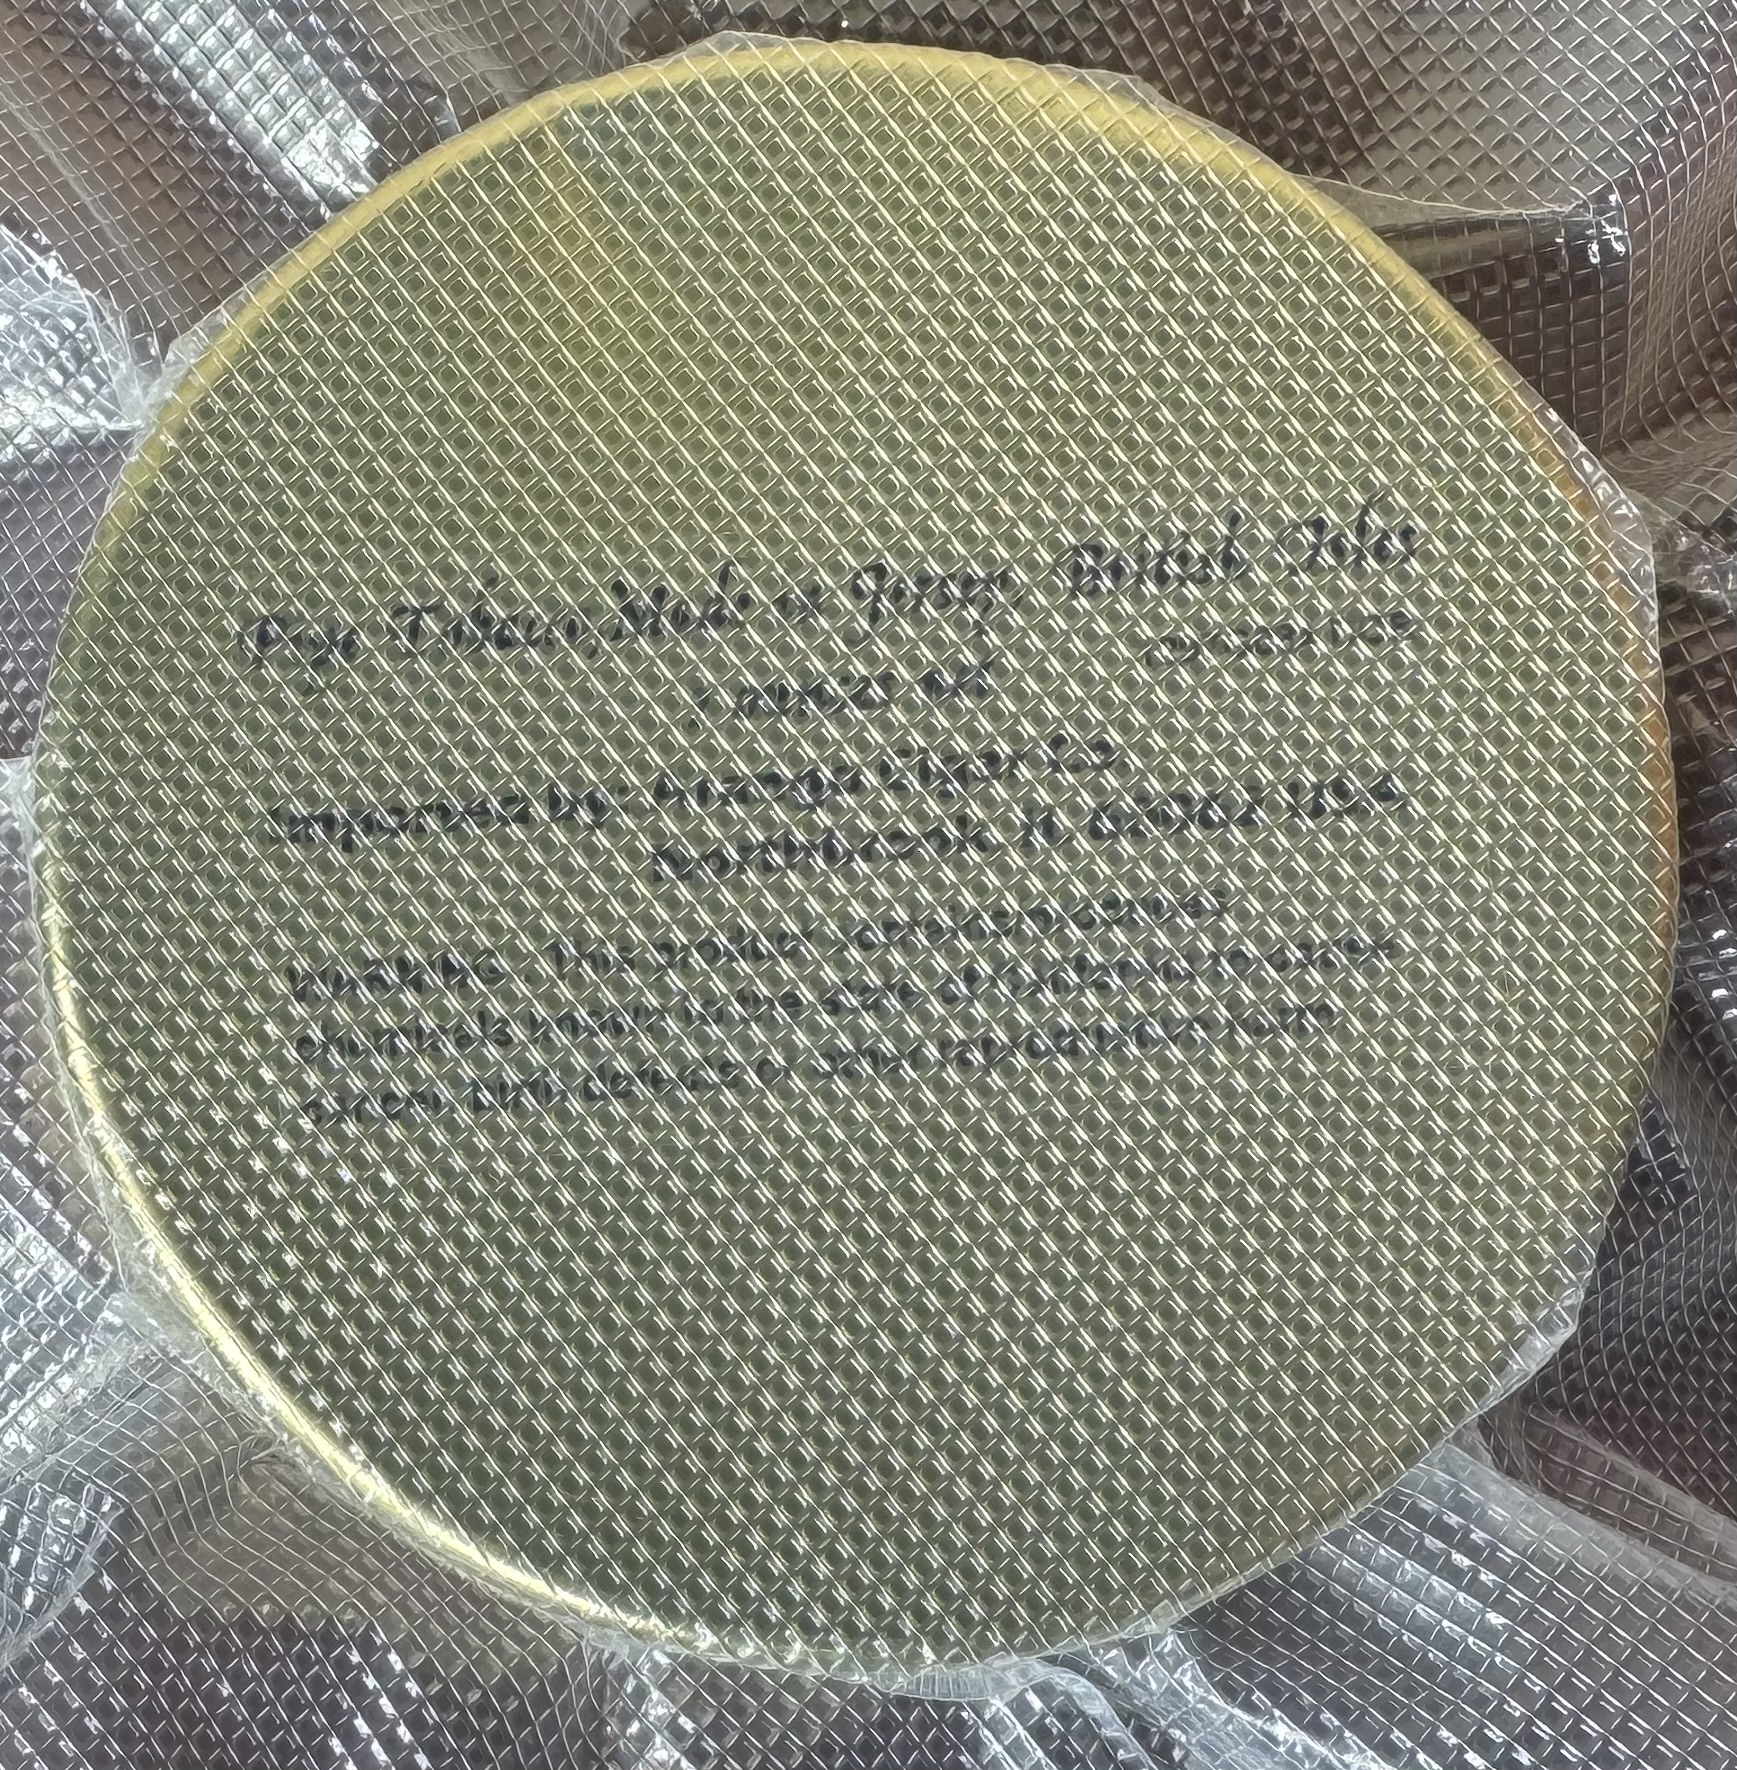 Pipe Tobacco, Made in Jersey, British Isles
Imported by: Arango Cigar Co
Northbrook IL 60062 USA
WARNING: This product contains
chemicals known to the state of California to cause
cancer, birth defects or other reproductive harm